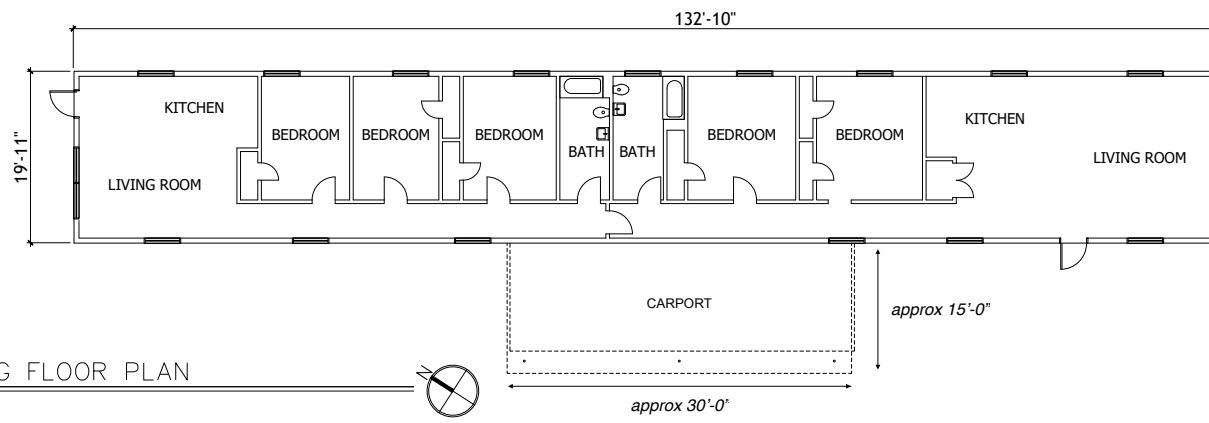 132'-10"
19'-11"
KITCHEN
LIVING ROOM
BEDROOM
BEDROOM
BEDROOM
BATH
BATH
BEDROOM
BEDROOM
KITCHEN
LIVING ROOM
CARPORT
approx 15'-0"
approx 30'-0"
G FLOOR PLAN
N